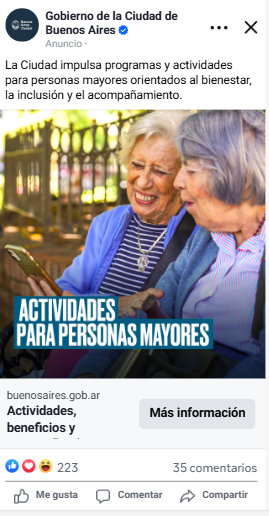 Gobierno de la Ciudad de
Buenos Aires
Anuncio ·
La Ciudad impulsa programas y actividades
para personas mayores orientados al bienestar,
la inclusión y el acompañamiento.
ACTIVIDADES
PARA PERSONAS MAYORES
buenosaires.gob.ar
Actividades,
beneficios y
Más información
223
35 comentarios
Me gusta
Comentar
Compartir